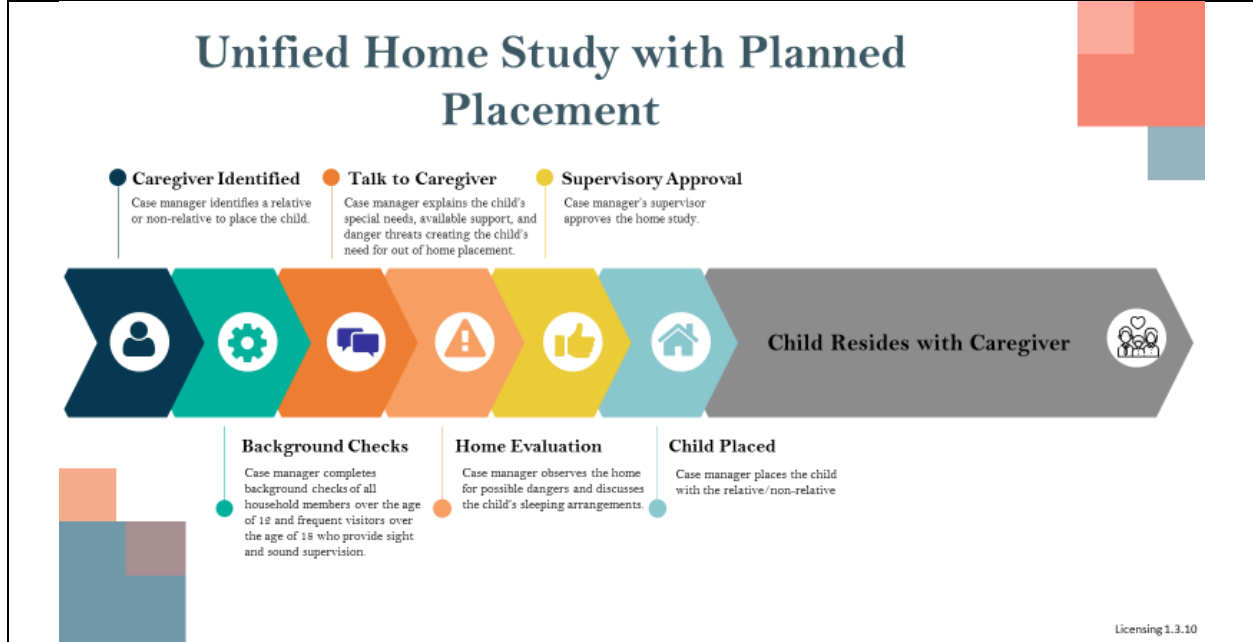 Unified Home Study with Planned
Placement
Caregiver Identified
Case manager identifies a relative
or non-relative to place the child.
Talk to Caregiver
Case manager explains the child's
special needs, available support, and
danger threats creating the child's
need for out of home placement.
Supervisory Approval
Case manager's supervisor
approves the home study.
Child Resides with Caregiver
Background Checks
Case manager completes
background checks of all
household members over the age
of 12 and frequent visitors over
the age of 18 who provide sight
and sound supervision.
Home Evaluation
Case manager observes the home
for possible dangers and discusses
the child's sleeping arrangements.
Child Placed
Case manager places the child
with the relative/non-relative
Licensing 1.3.10